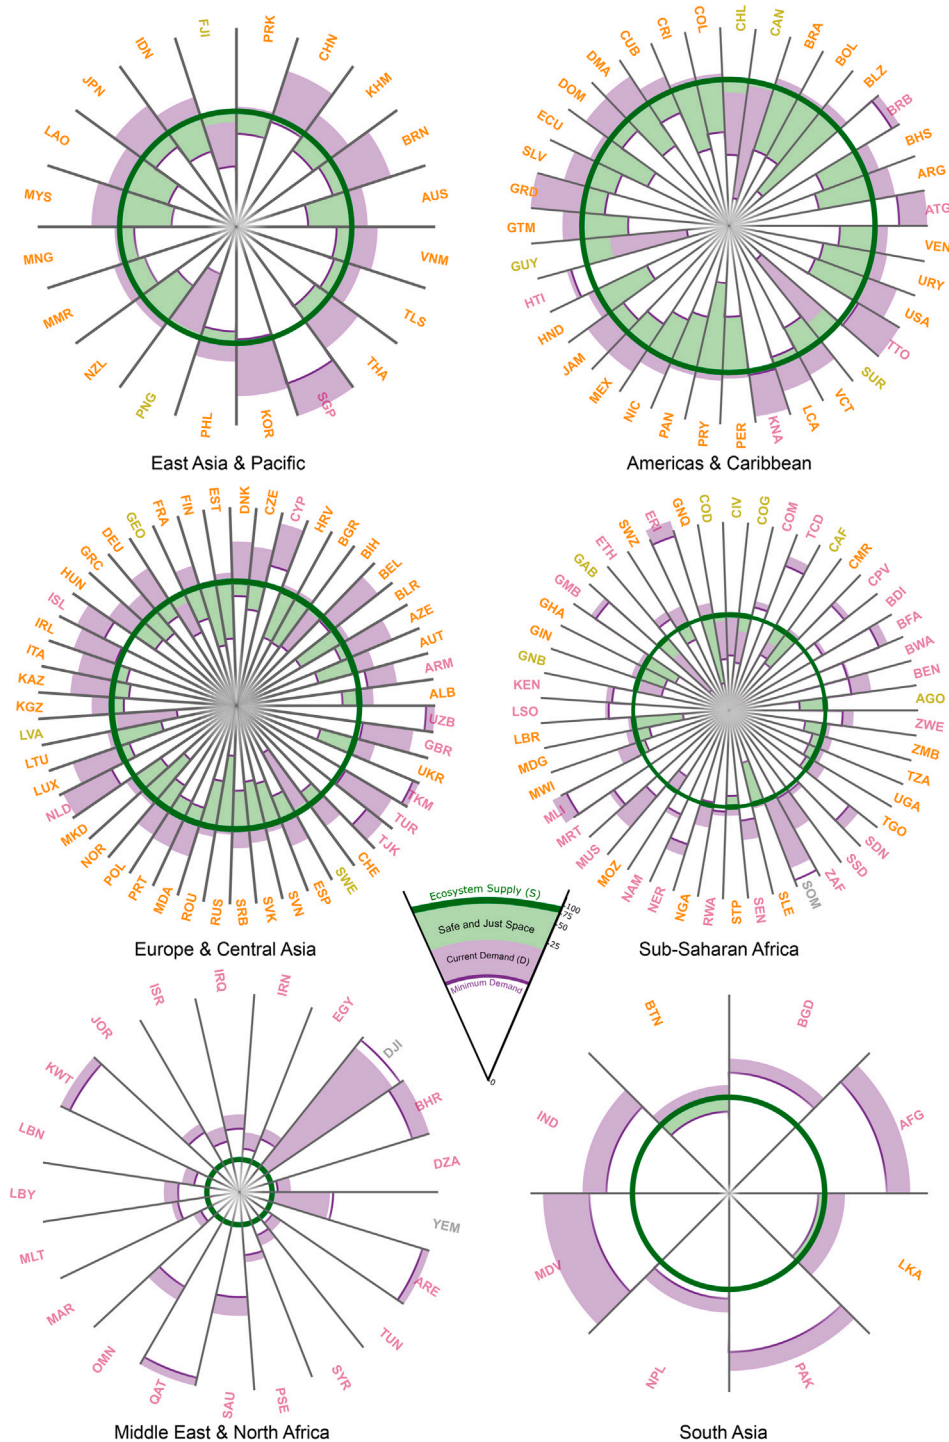 FJI
PRK
IDN
CHN
JPN
KHM
LAO
BRN
MYS
AUS
MNG
VNM
MMR
TLS
NZL
THA
PNG
SGP
PHL
KOR
East Asia & Pacific
COL
CHL
CAN
CRI
BRA
CUB
BOL
DMA
BLZ
DOM
BRB
ECU
BHS
SLV
ARG
GRD
ATG
GTM
VEN
GUY
URY
HTI
USA
HND
TTO
JAM
SUR
MEX
VCT
NIC
LCA
PAN
KNA
PRY
PER
Americas & Caribbean
EST
DNK
CZE
CYP
FIN
HRV
FRA
BGR
GEO
BIH
DEU
BEL
GRC
BLR
HUN
AZE
ISL
AUT
IRL
ARM
ITA
ALB
KAZ
UZB
KGZ
GBR
LVA
UKR
LTU
TKM
LUX
TUR
NLD
TJK
MKD
CHE
NOR
SWE
POL
ESP
PRT
SVN
MDA
SVK
ROU
SRB
RUS
Europe & Central Asia
GNQ
COD
CIV
COG
COM
ERI
TCD
SWZ
CAF
ETH
CMR
GAB
CPV
GMB
BDI
GHA
BFA
GIN
BWA
GNB
BEN
KEN
AGO
LSO
ZWE
LBR
ZMB
MDG
TZA
MWI
UGA
MLI
TGO
MRT
SDN
MUS
SSD
MOZ
ZAF
NAM
SOM
NER
SLE
NGA
SEN
RWA
STP
Sub-Saharan Africa
Ecosystem Supply (S)
Safe and Just Space
Current Demand (D)
Minimum Demand
100
75
50
25
0
IRQ
IRN
ISR
EGY
JOR
DJI
KWT
BHR
LBN
DZA
LBY
YEM
MLT
ARE
MAR
TUN
OMN
SYR
QAT
PSE
SAU
Middle East & North Africa
BTN
BGD
IND
AFG
MDV
LKA
NPL
PAK
South Asia